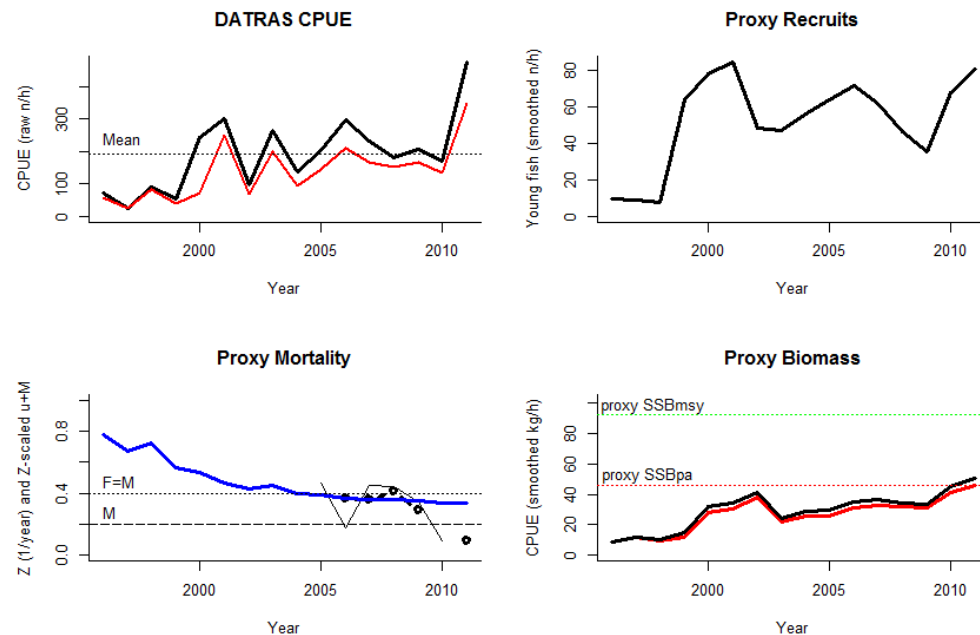 DATRAS CPUE
CPUE (raw n/h)
0
100
300
Mean
2000
2005
2010
Year
Proxy Recruits
Young fish (smoothed n/h)
0
20
40
60
80
2000
2005
2010
Year
Proxy Mortality
Z (1/year) and Z-scaled u+M
0.0
0.4
0.8
F=M
M
2000
2005
2010
Year
Proxy Biomass
CPUE (smoothed kg/h)
0
20
40
60
80
proxy SSBmsy
proxy SSBpa
2000
2005
2010
Year